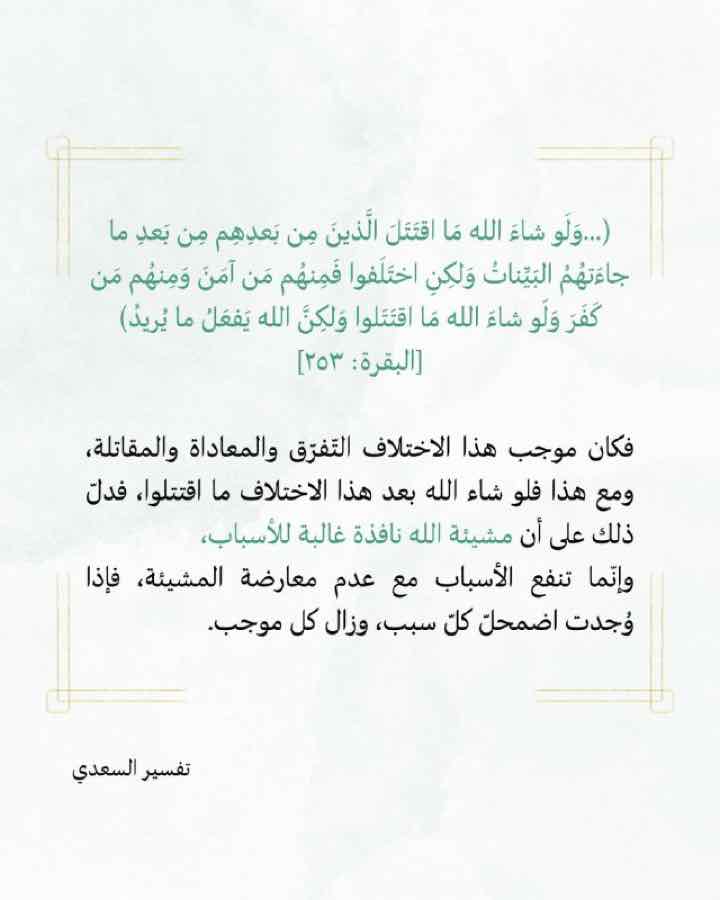 (...وَلَو شاءَ الله مَا اقتَتَلَ الَّذينَ مِن بَعدِهِم مِن بَعدِ ما
جاءَتهُمُ البَيِّناتُ وَلكِنِ اختَلَفوا فَمِنهُم مَن آمَنَ وَمِنهُم مَن
كَفَرَ وَلَو شاءَ الله مَا اقتَتَلوا وَلكِنَّ الله يَفعَلُ ما يُريدُ)
[البقرة: ٢٥٣]
فكان موجب هذا الاختلاف التّفرّق والمعاداة والمقاتلة،
ومع هذا فلو شاء الله بعد هذا الاختلاف ما اقتتلوا، فدلّ
ذلك على أن مشيئة الله نافذة غالبة للأسباب،
وإنّما تنفع الأسباب مع عدم معارضة المشيئة، فإذا
وُجدت اضمحلّ كلّ سبب، وزال كل موجب.
تفسير السعدي